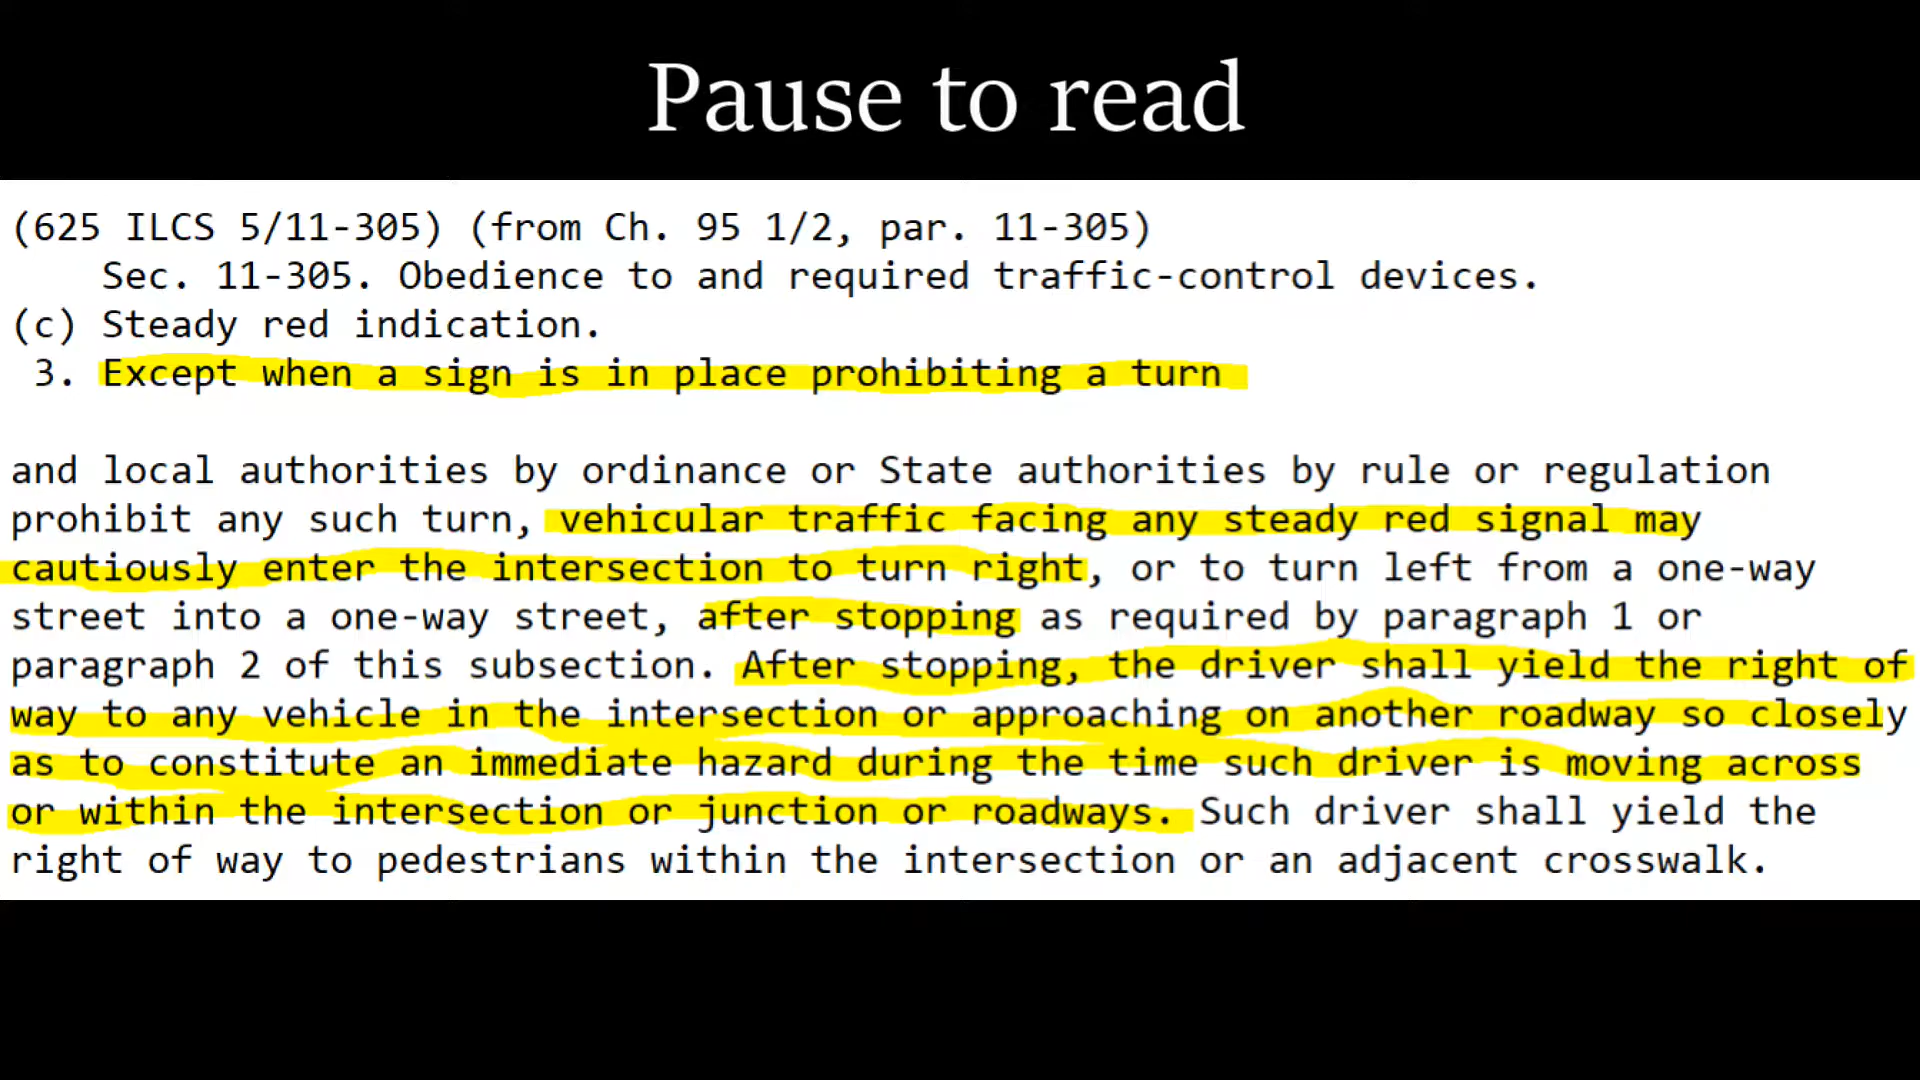 Pause to read
(625 ILCS 5/11-305) (from Ch. 95 1/2, par. 11-305)
Sec. 11-305. Obedience to and required traffic-control devices.
(c) Steady red indication.
3. Except when a sign is in place prohibiting a turn
and local authorities by ordinance or State authorities by rule or regulation
prohibit any such turn, vehicular traffic facing any steady red signal may
cautiously enter the intersection to turn right, or to turn left from a one-way
street into a one-way street, after stopping as required by paragraph 1 or
paragraph 2 of this subsection. After stopping, the driver shall yield the right of
way to any vehicle in the intersection or approaching on another roadway so closely
as to constitute an immediate hazard during the time such driver is moving across
or within the intersection or junction or roadways. Such driver shall yield the
right of way to pedestrians within the intersection or an adjacent crosswalk.